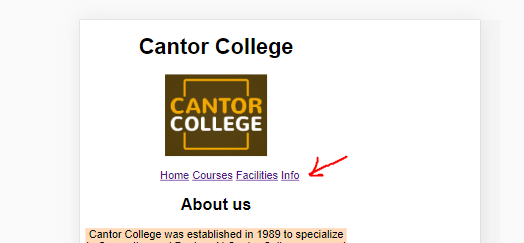 Cantor College
CANTOR
COLLEGE
Home Courses Facilities Info
About us
Cantor College was established in 1989 to specialize